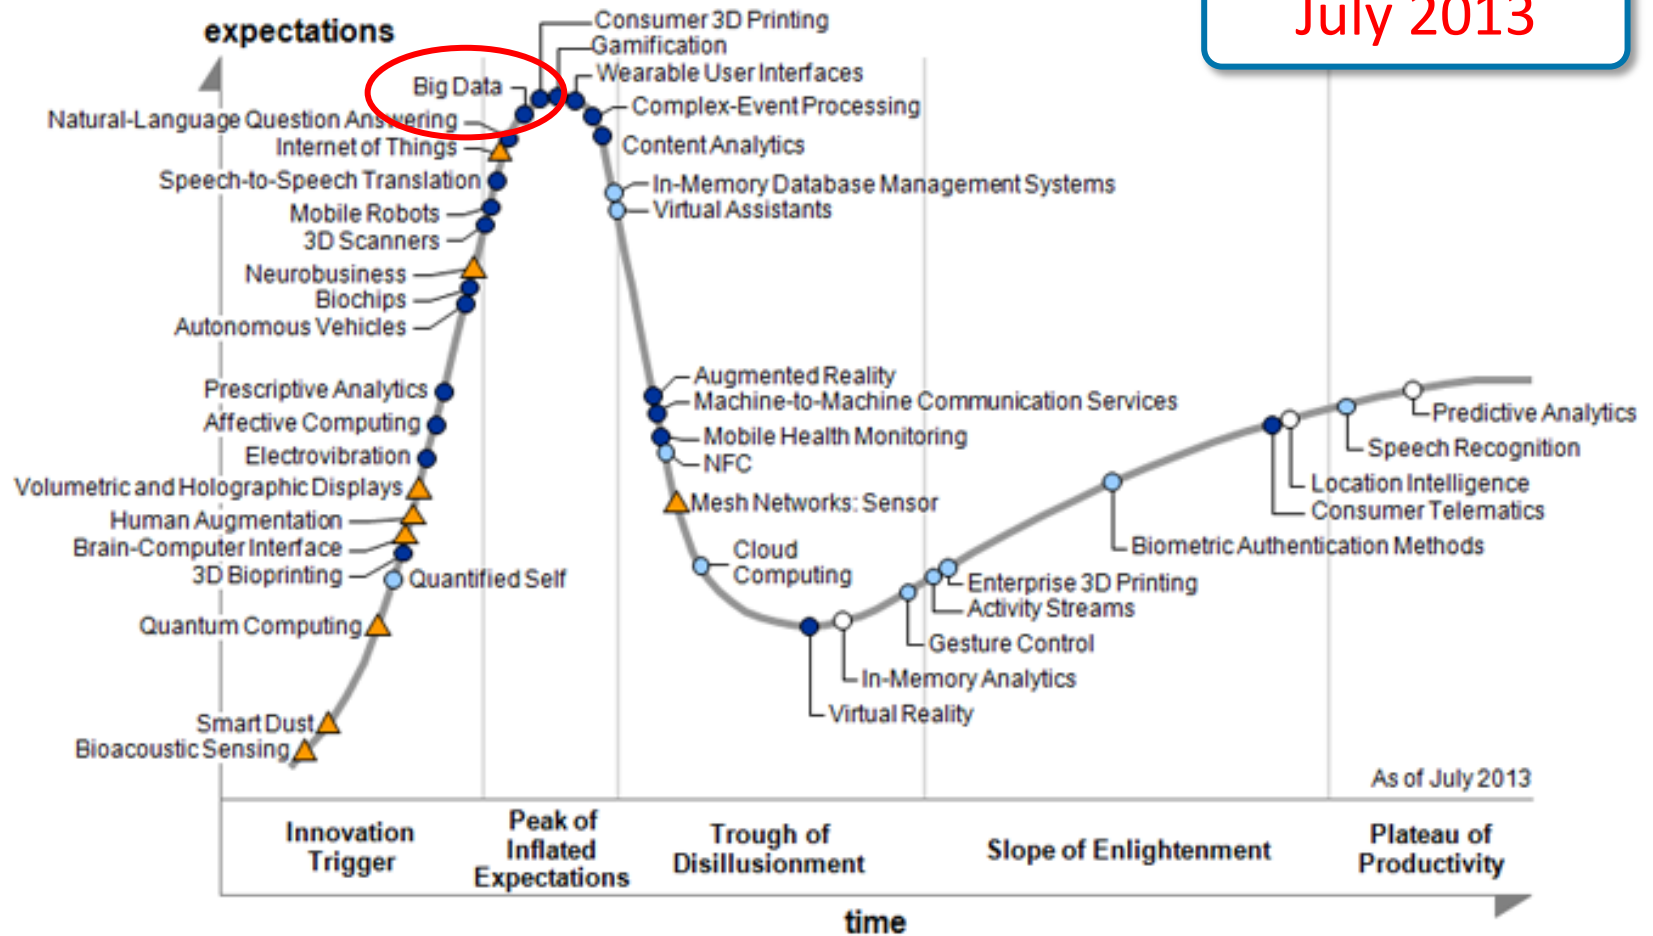 July 2013
expectations
Consumer 3D Printing
Gamification
Wearable User Interfaces
Big Data
Complex-Event Processing
Natural-Language Question Answering
Content Analytics
Internet of Things
Speech-to-Speech Translation
In-Memory Database Management Systems
Mobile Robots
Virtual Assistants
3D Scanners
Neurobusiness
Biochips
Autonomous Vehicles
Augmented Reality
Prescriptive Analytics
Machine-to-Machine Communication Services
Predictive Analytics
Affective Computing
Mobile Health Monitoring
Speech Recognition
Electrovibration
NFC
Volumetric and Holographic Displays
Location Intelligence
Mesh Networks: Sensor
Consumer Telematics
Human Augmentation
Brain-Computer Interface
Biometric Authentication Methods
Cloud
Computing
3D Bioprinting
Quantified Self
Enterprise 3D Printing
Activity Streams
Quantum Computing
Gesture Control
In-Memory Analytics
Virtual Reality
Smart Dust
Bioacoustic Sensing
As of July 2013
Innovation
Trigger
Peak of
Inflated
Expectations
Trough of
Disillusionment
Slope of Enlightenment
Plateau of
Productivity
time